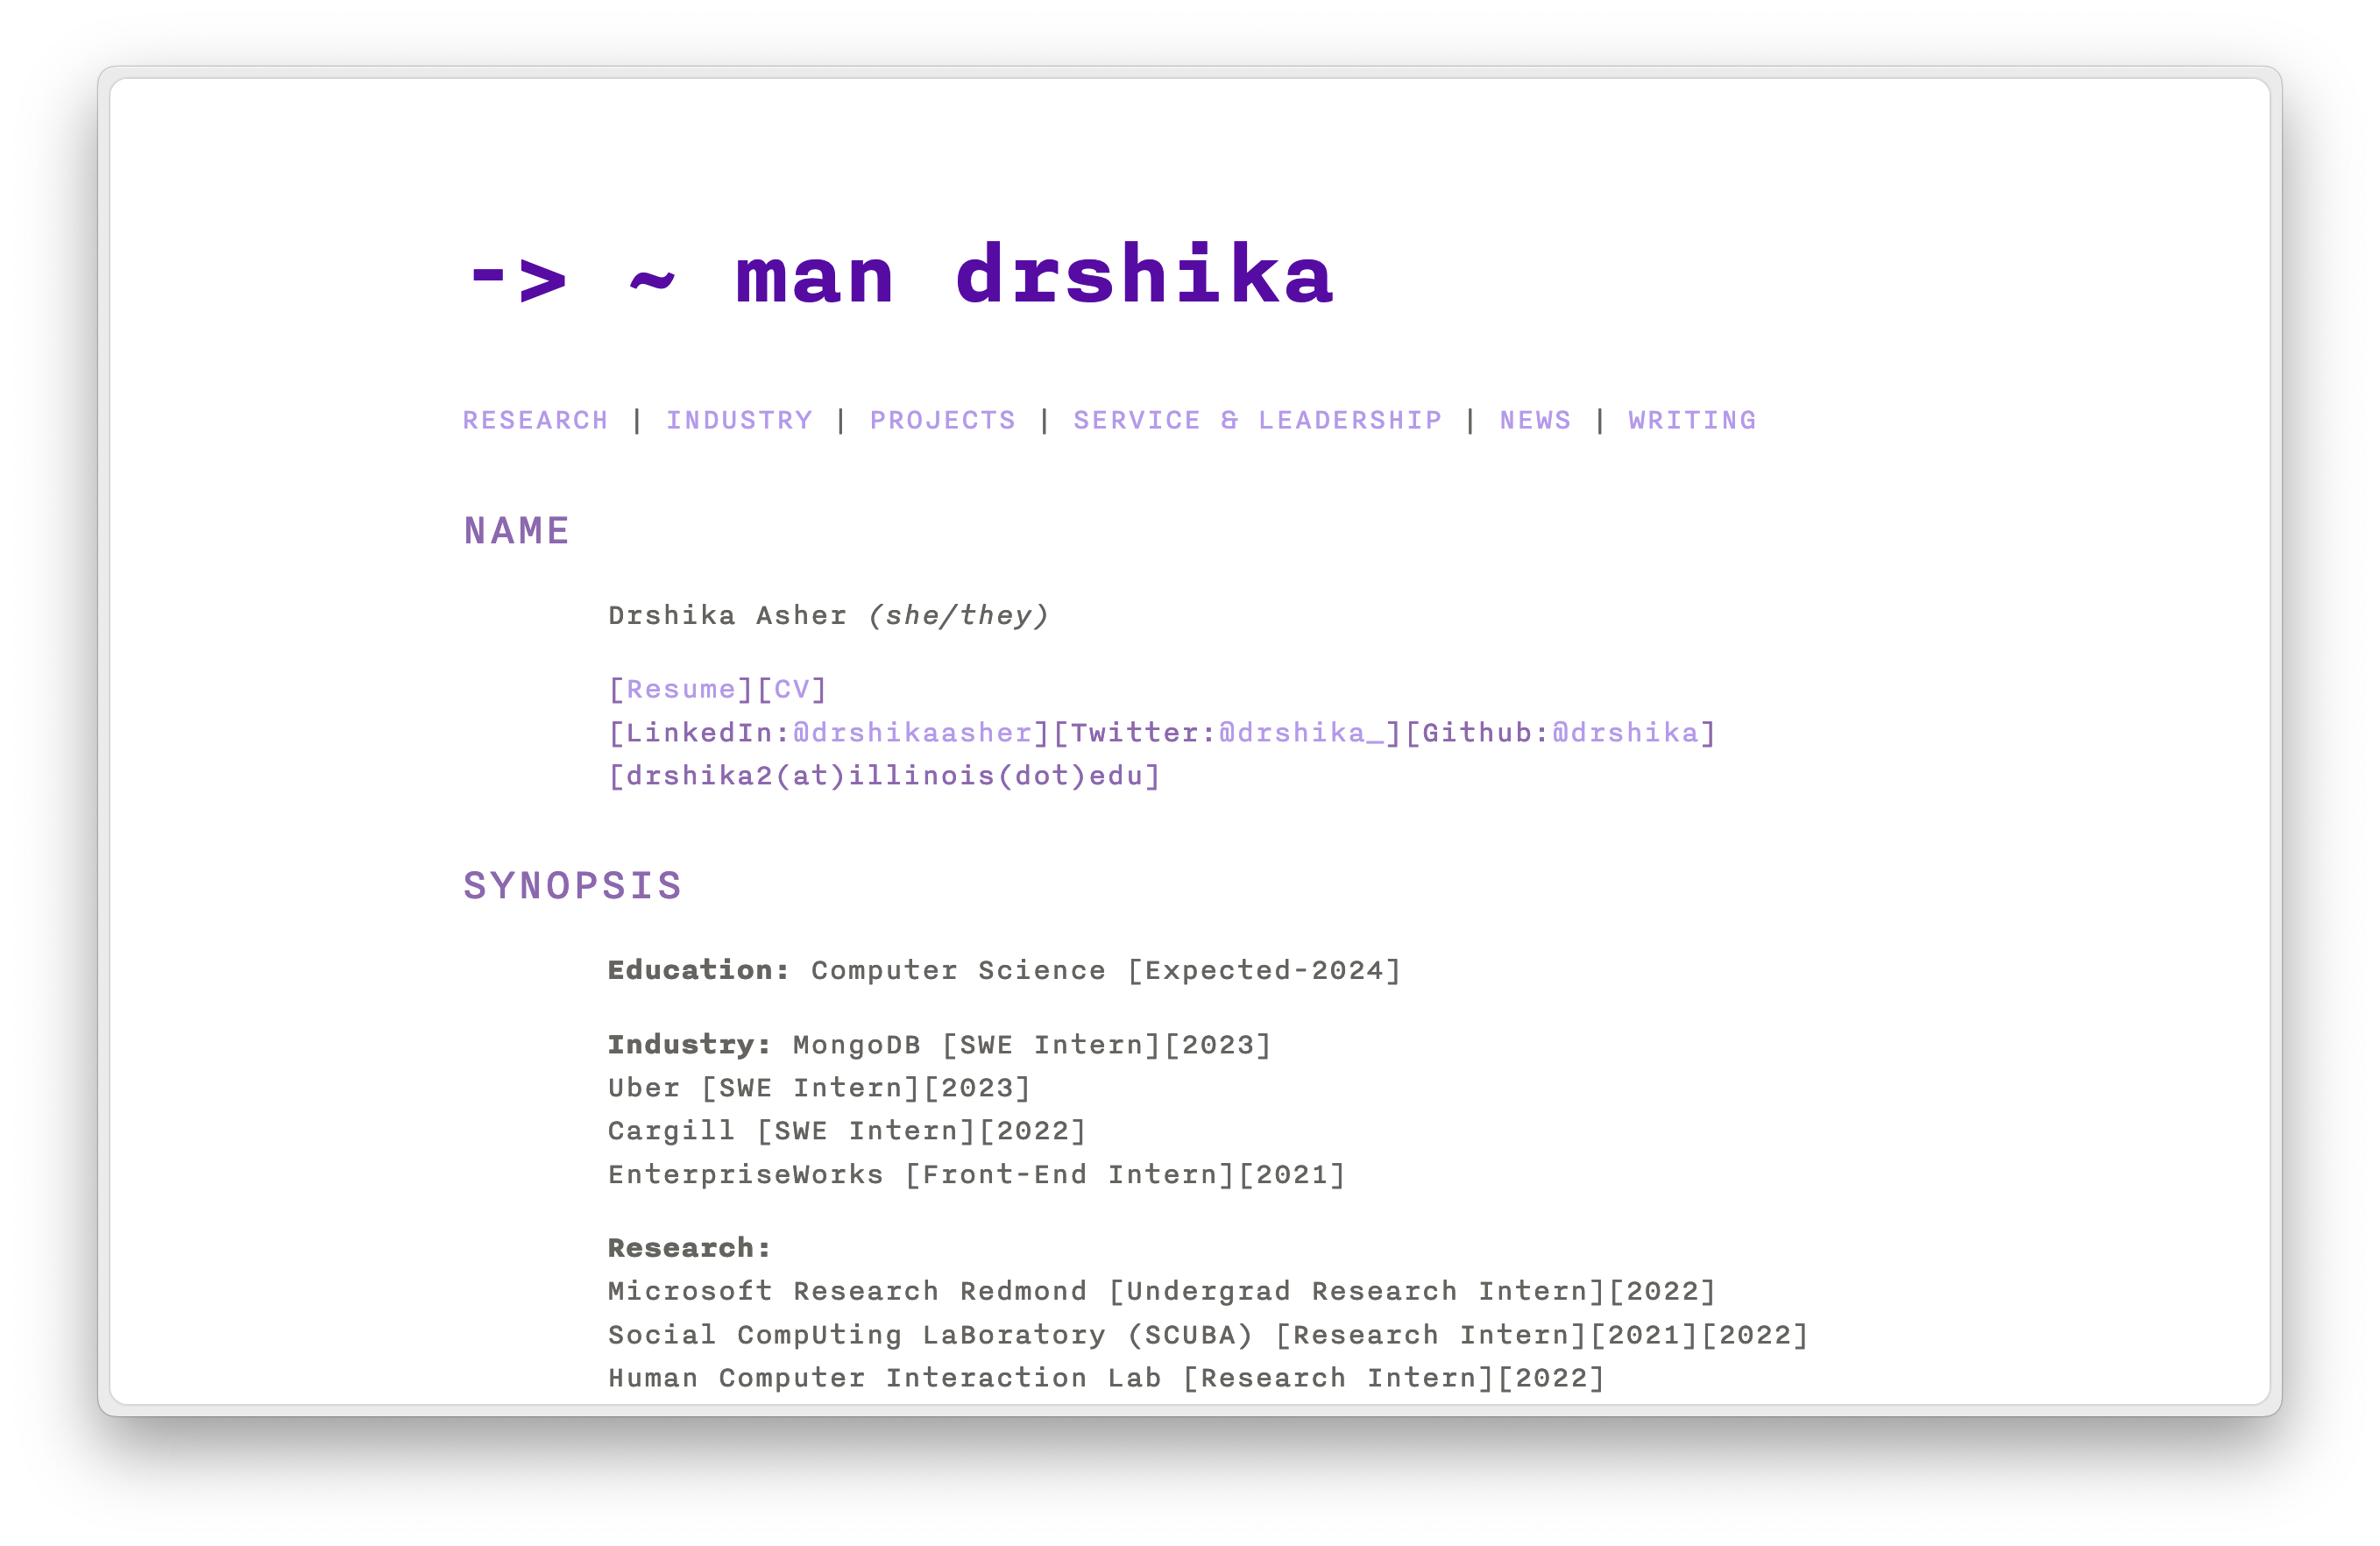 -> ~ man drshika
RESEARCH | INDUSTRY | PROJECTS | SERVICE & LEADERSHIP | NEWS | WRITING
NAME
Drshika Asher (she/they)
[Resume][CV]
[LinkedIn:@drshikaasher][Twitter:@drshika_][Github:@drshika]
[drshika2(at)illinois(dot)edu]
SYNOPSIS
Education: Computer Science [Expected-2024]
Industry: MongoDB [SWE Intern][2023]
Uber [SWE Intern][2023]
Cargill [SWE Intern][2022]
EnterpriseWorks [Front-End Intern][2021]
Research:
Microsoft Research Redmond [Undergrad Research Intern][2022]
Social CompUting LaBoratory (SCUBA) [Research Intern][2021][2022]
Human Computer Interaction Lab [Research Intern][2022]